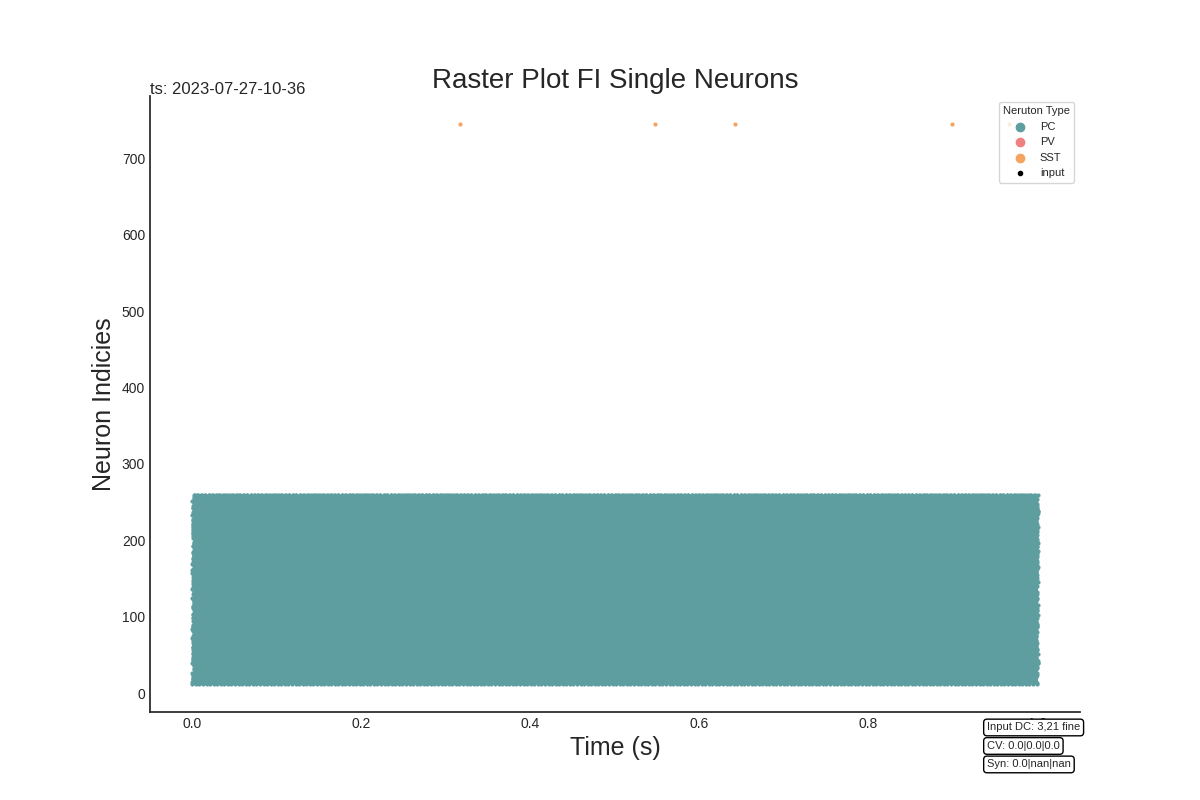 Raster Plot FI Single Neurons
ts: 2023-07-27-10-36
Neruton Type
PC
PV
SST
input
700
600
500
400
300
200
100
0
Neuron Indicies
0.0 0.2 0.4 0.6 0.8
Time (s)
Input DC: 3,21 fine
CV: 0.0|0.0|0.0
Syn: 0.0|nan|nan